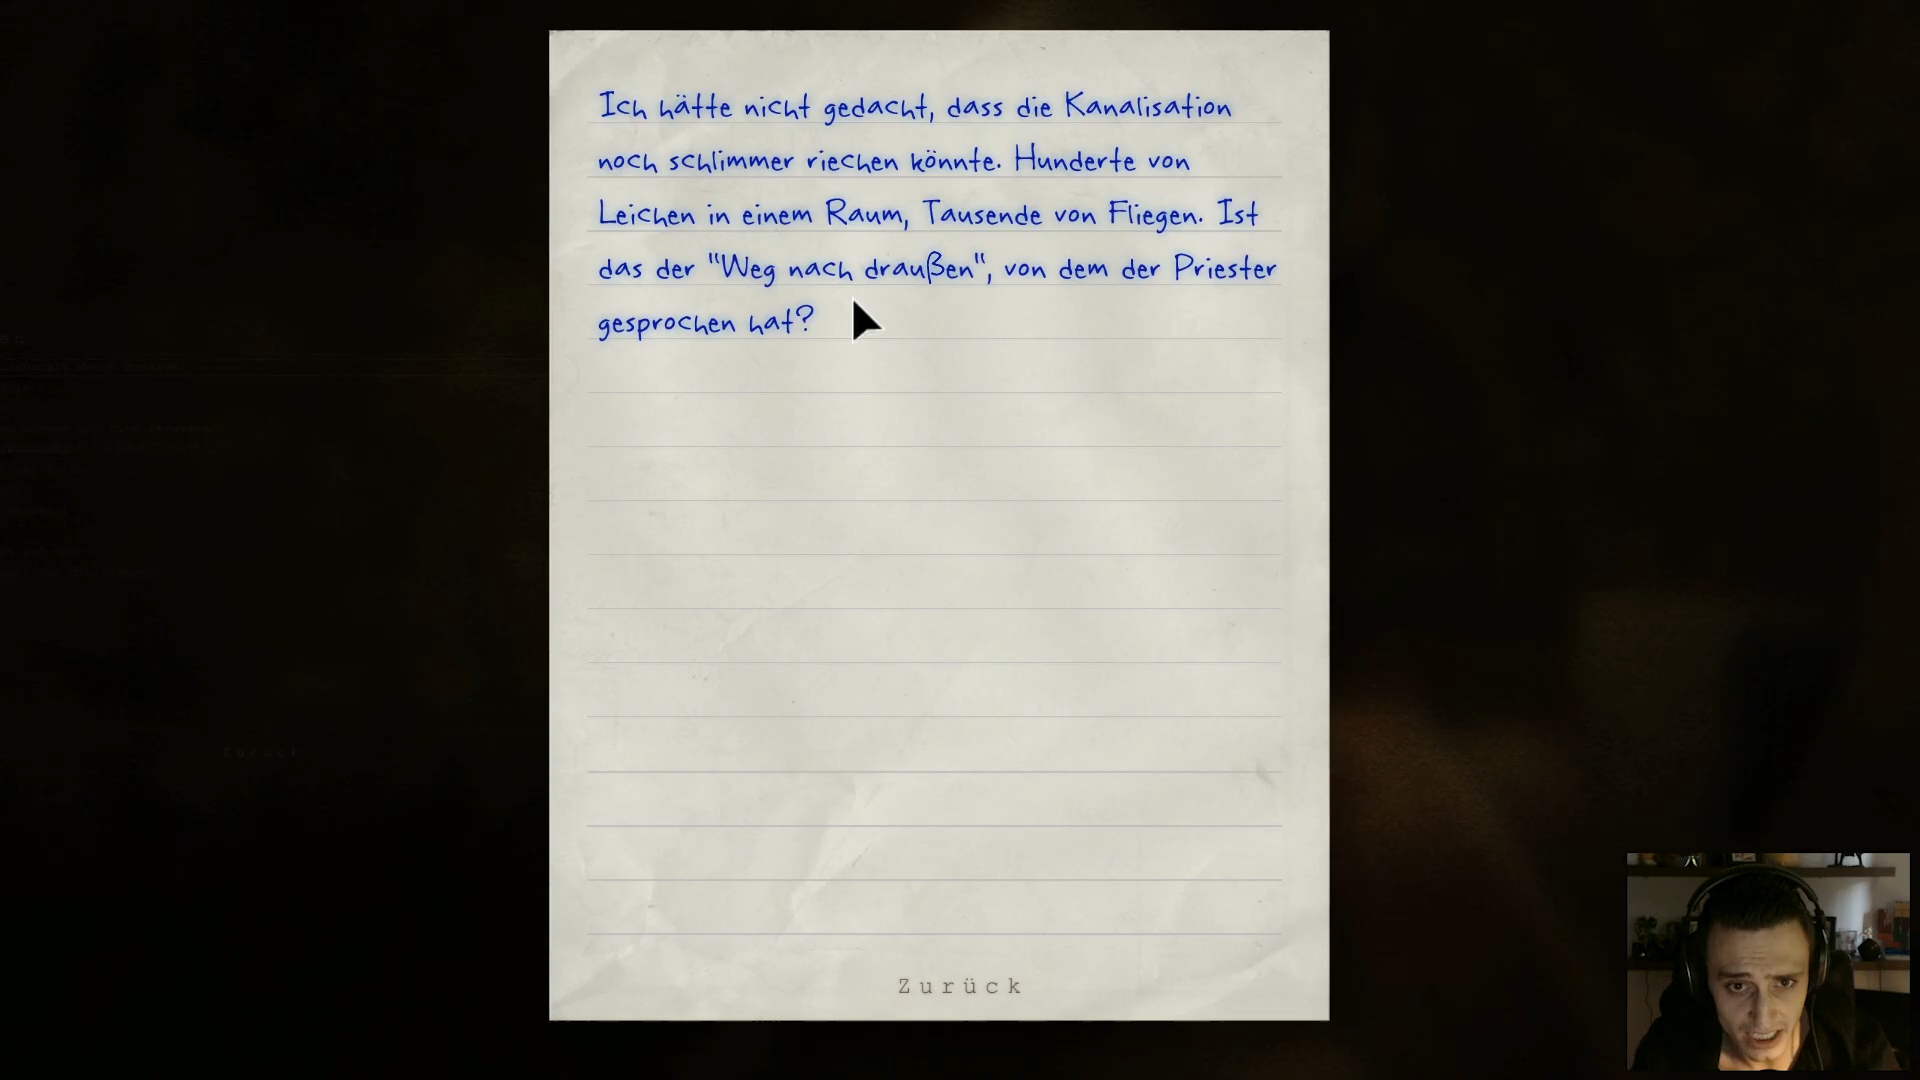 Ich hätte nicht gedacht, dass die Kanalisation
noch schlimmer riechen könnte. Hunderte von
Leichen in einem Raum, Tausende von Fliegen. Ist
das der "Weg nach draußen", von dem der Priester
gesprochen hat?
Zurück
Zurück